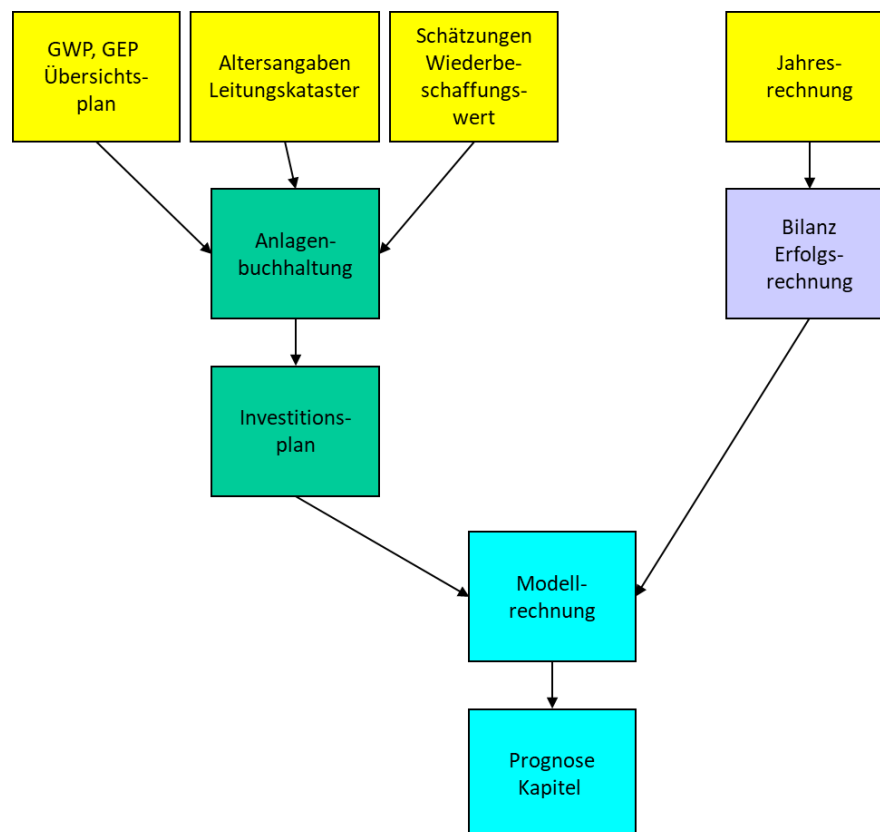 GWP, GEP
Übersichts-
plan
Altersangaben
Leitungskataster
Schätzungen
Wiederbe-
schaffungs-
wert
Jahres-
rechnung
Anlagen-
buchhaltung
Bilanz
Erfolgs-
rechnung
Investitions-
plan
Modell-
rechnung
Prognose
Kapitel